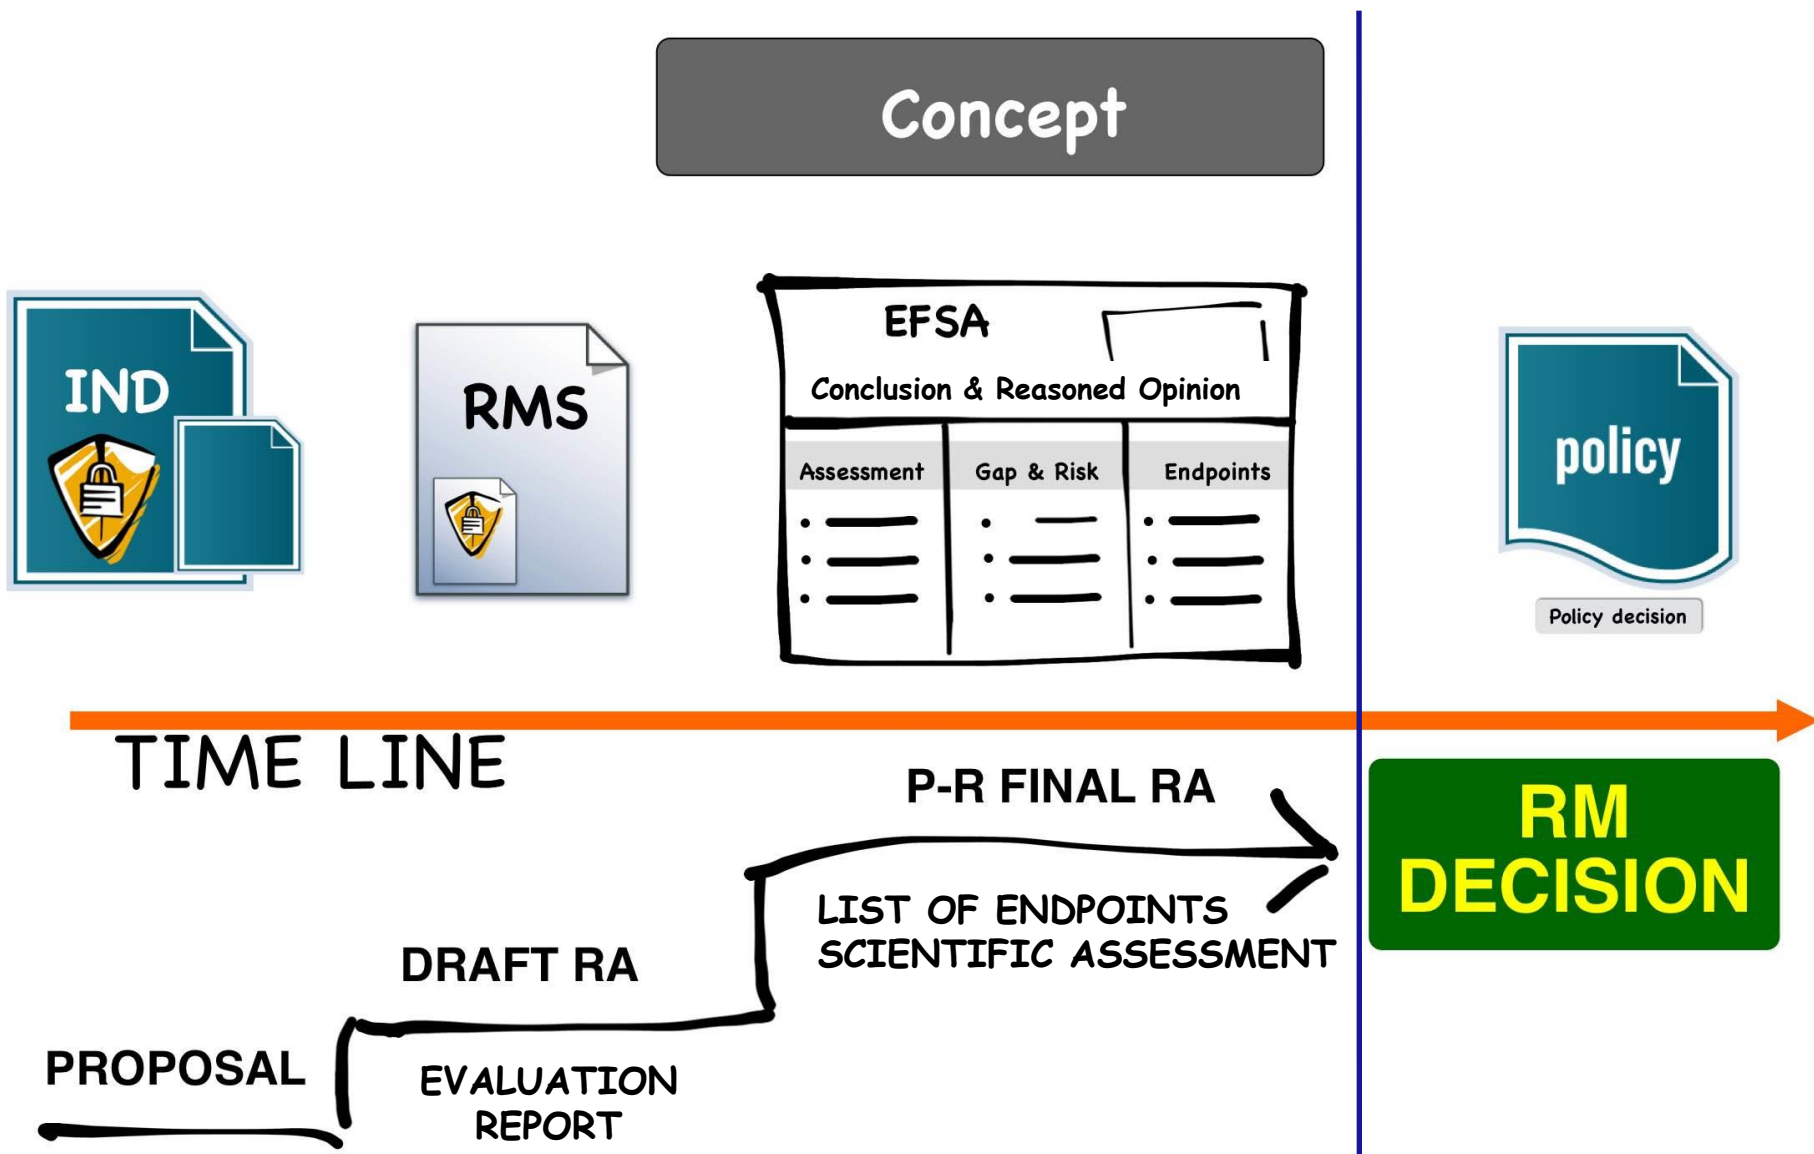 Concept
IND
RMS
EFSA
Conclusion & Reasoned Opinion
Assessment
Gap & Risk
Endpoints
policy
Policy decision
TIME LINE
P-R FINAL RA
RM
DECISION
LIST OF ENDPOINTS
SCIENTIFIC ASSESSMENT
DRAFT RA
PROPOSAL
EVALUATION
REPORT